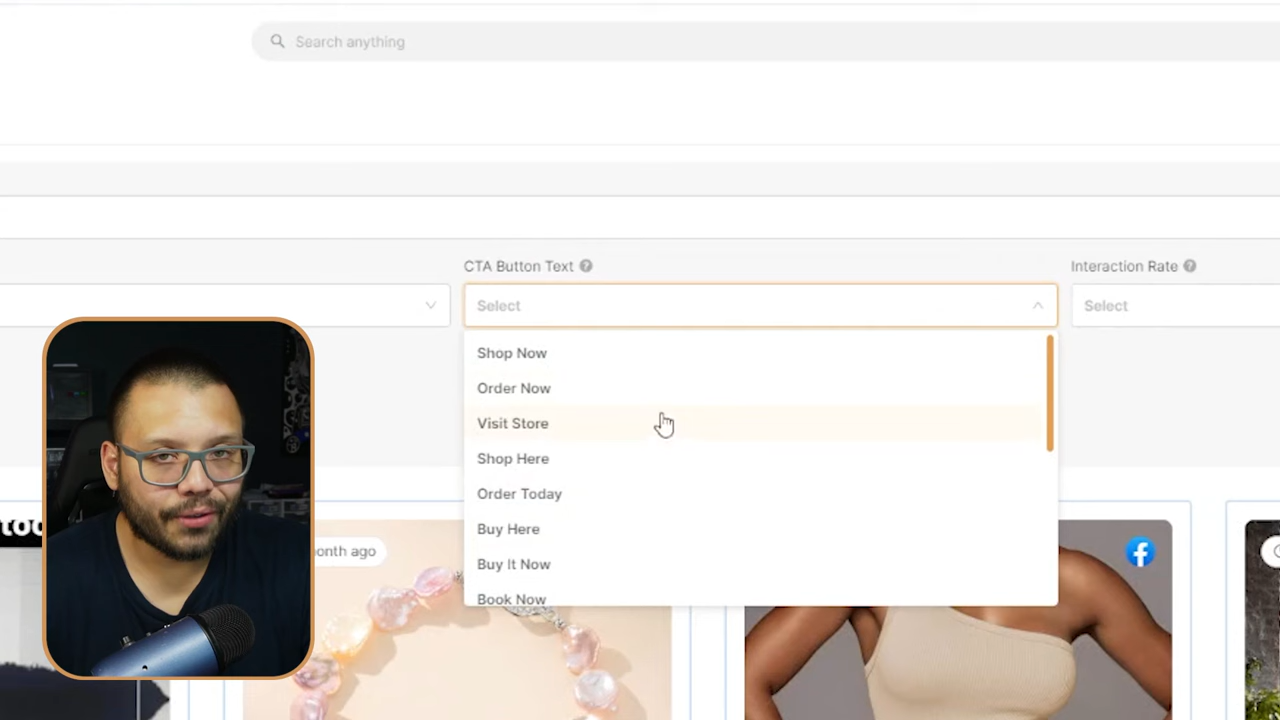 Search anything
CTA Button Text
Interaction Rate
Select
Select
Shop Now
Order Now
Visit Store
Shop Here
Order Today
Buy Here
Buy It Now
Book Now
ago